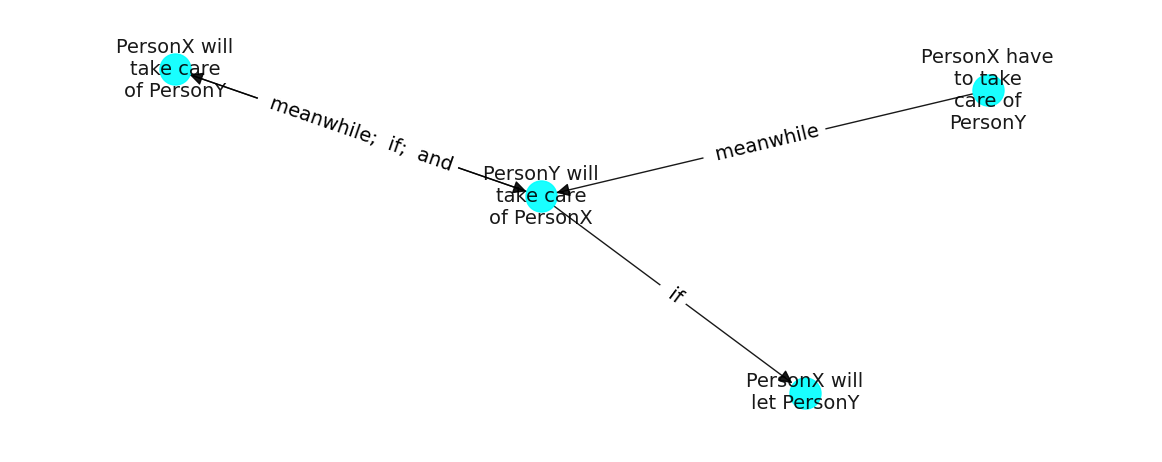 PersonX will
take care
of PersonY
PersonX have
to take
care of
PersonY
meanwhile;  if;  and
meanwhile
PersonY will
take care
of PersonX
if
PersonX will
let PersonY